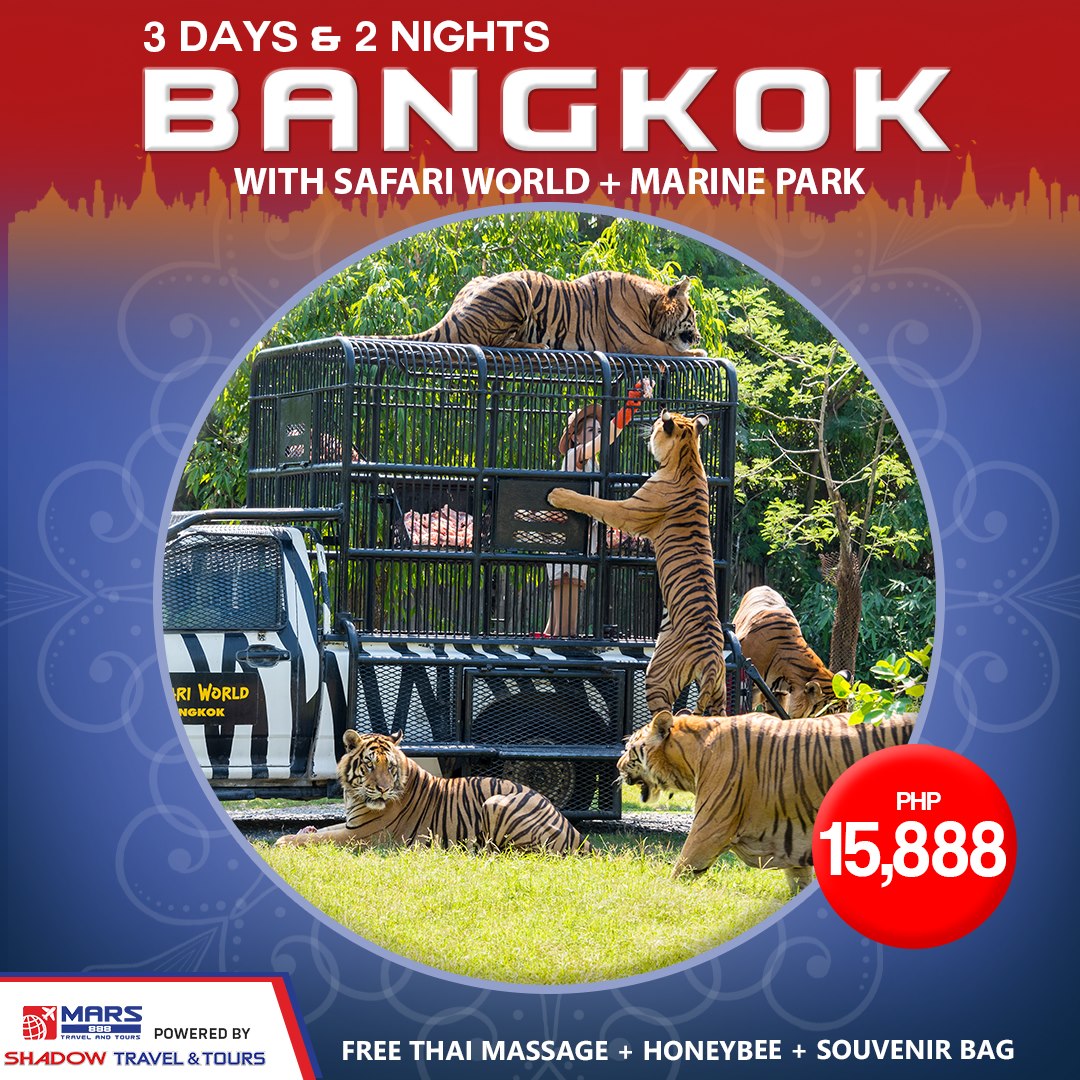 3 DAYS & 2 NIGHTS
BANGKOK
WITH SAFARI WORLD + MARINE PARK
ARI WORLD
NGKOK
PHP
15,888
MARS
888
TRAVEL AND TOURS
POWERED BY
SHADOW TRAVEL & TOURS
FREE THAI MASSAGE + HONEYBEE + SOUVENIR BAG